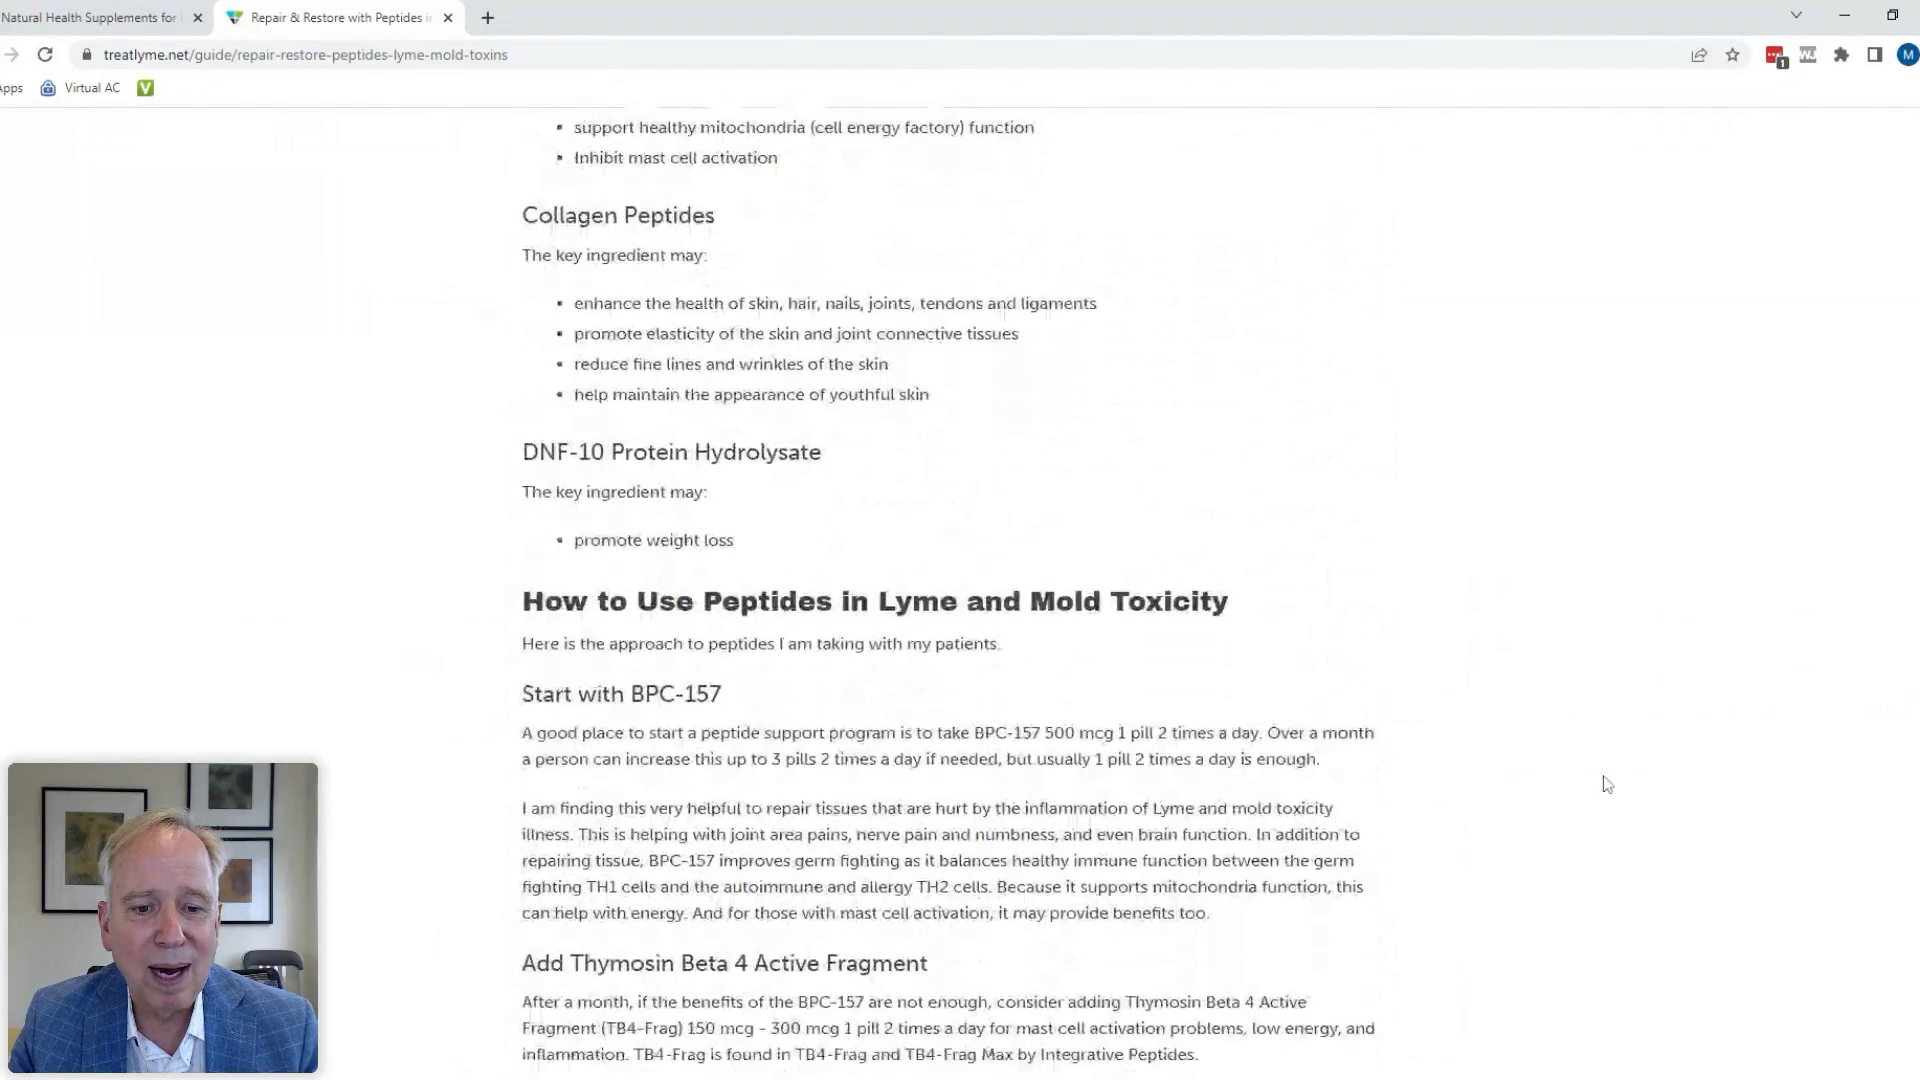 Natural Health Supplements for
Repair & Restore with Peptides i
treatlyme.net/guide/repair-restore-peptides-lyme-mold-toxins
1
M
pps
Virtual AC
V
▪ support healthy mitochondria (cell energy factory) function
▪ Inhibit mast cell activation
Collagen Peptides
The key ingredient may:
▪ enhance the health of skin, hair, nails, joints, tendons and ligaments
▪ promote elasticity of the skin and joint connective tissues
▪ reduce fine lines and wrinkles of the skin
▪ help maintain the appearance of youthful skin
DNF-10 Protein Hydrolysate
The key ingredient may:
▪ promote weight loss
How to Use Peptides in Lyme and Mold Toxicity
Here is the approach to peptides I am taking with my patients.
Start with BPC-157
A good place to start a peptide support program is to take BPC-157 500 mcg 1 pill 2 times a day. Over a month
a person can increase this up to 3 pills 2 times a day if needed, but usually 1 pill 2 times a day is enough.
I am finding this very helpful to repair tissues that are hurt by the inflammation of Lyme and mold toxicity
illness. This is helping with joint area pains, nerve pain and numbness, and even brain function. In addition to
repairing tissue, BPC-157 improves germ fighting as it balances healthy immune function between the germ
fighting TH1 cells and the autoimmune and allergy TH2 cells. Because it supports mitochondria function, this
can help with energy. And for those with mast cell activation, it may provide benefits too.
Add Thymosin Beta 4 Active Fragment
After a month, if the benefits of the BPC-157 are not enough, consider adding Thymosin Beta 4 Active
Fragment (TB4-Frag) 150 mcg - 300 mcg 1 pill 2 times a day for mast cell activation problems, low energy, and
inflammation. TB4-Frag is found in TB4-Frag and TB4-Frag Max by Integrative Peptides.